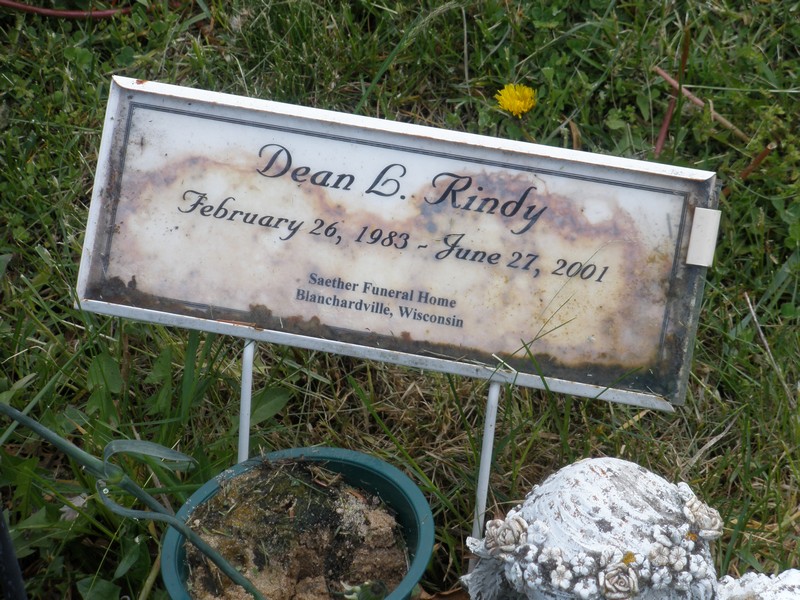 Dean L. Rindy
February 26, 1983 - June 27, 2001
Saether Funeral Home
Blanchardville, Wisconsin